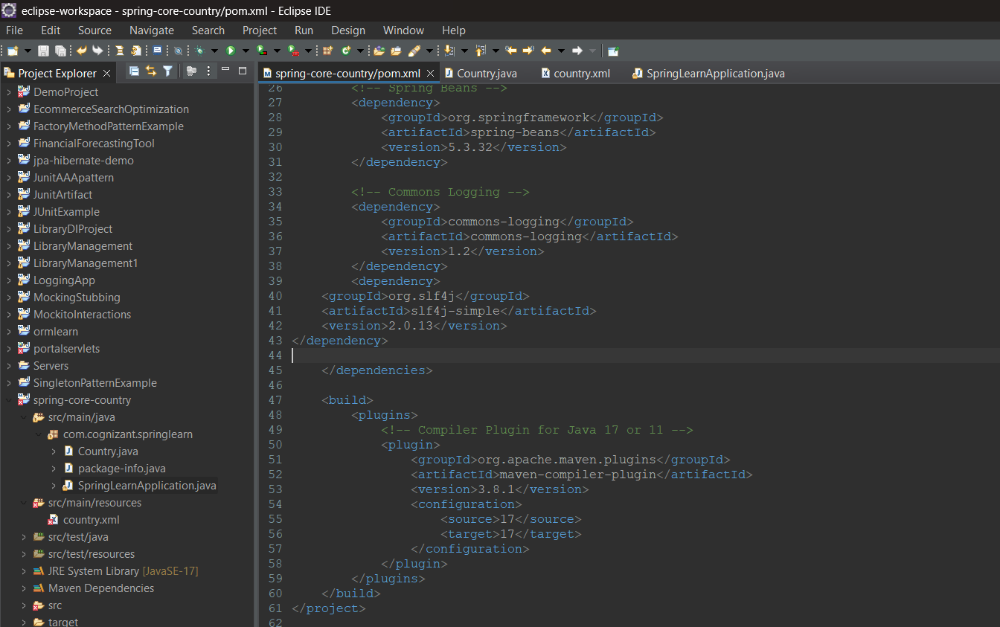 eclipse-workspace - spring-core-country/pom.xml - Eclipse IDE
File Edit Source Navigate Search Project Run Design Window Help
Project Explorer
DemoProject
EcommerceSearchOptimization
FactoryMethodPatternExample
FinancialForecastingTool
jpa-hibernate-demo
JunitAAApattern
JunitArtifact
JUnitExample
LibraryDIProject
LibraryManagement
LibraryManagement1
LoggingApp
MockingStubbing
MockitoInteractions
ormlearn
portalservlets
Servers
SingletonPatternExample
spring-core-country
src/main/java
com.cognizant.springlearn
Country.java
package-info.java
SpringLearnApplication.java
src/main/resources
country.xml
src/test/java
src/test/resources
JRE System Library [JavaSE-17]
Maven Dependencies
src
target
spring-core-country/pom.xml Country.java country.xml SpringLearnApplication.java
26 <!-- Spring Beans -->
27 <dependency>
28 <groupId>org.springframework</groupId>
29 <artifactId>spring-beans</artifactId>
30 <version>5.3.32</version>
31 </dependency>
32
33 <!-- Commons Logging -->
34 <dependency>
35 <groupId>commons-logging</groupId>
36 <artifactId>commons-logging</artifactId>
37 <version>1.2</version>
38 </dependency>
39 <dependency>
40 <groupId>org.slf4j</groupId>
41 <artifactId>slf4j-simple</artifactId>
42 <version>2.0.13</version>
43 </dependency>
44
45 </dependencies>
46
47 <build>
48 <plugins>
49 <!-- Compiler Plugin for Java 17 or 11 -->
50 <plugin>
51 <groupId>org.apache.maven.plugins</groupId>
52 <artifactId>maven-compiler-plugin</artifactId>
53 <version>3.8.1</version>
54 <configuration>
55 <source>17</source>
56 <target>17</target>
57 </configuration>
58 </plugin>
59 </plugins>
60 </build>
61 </project>
62